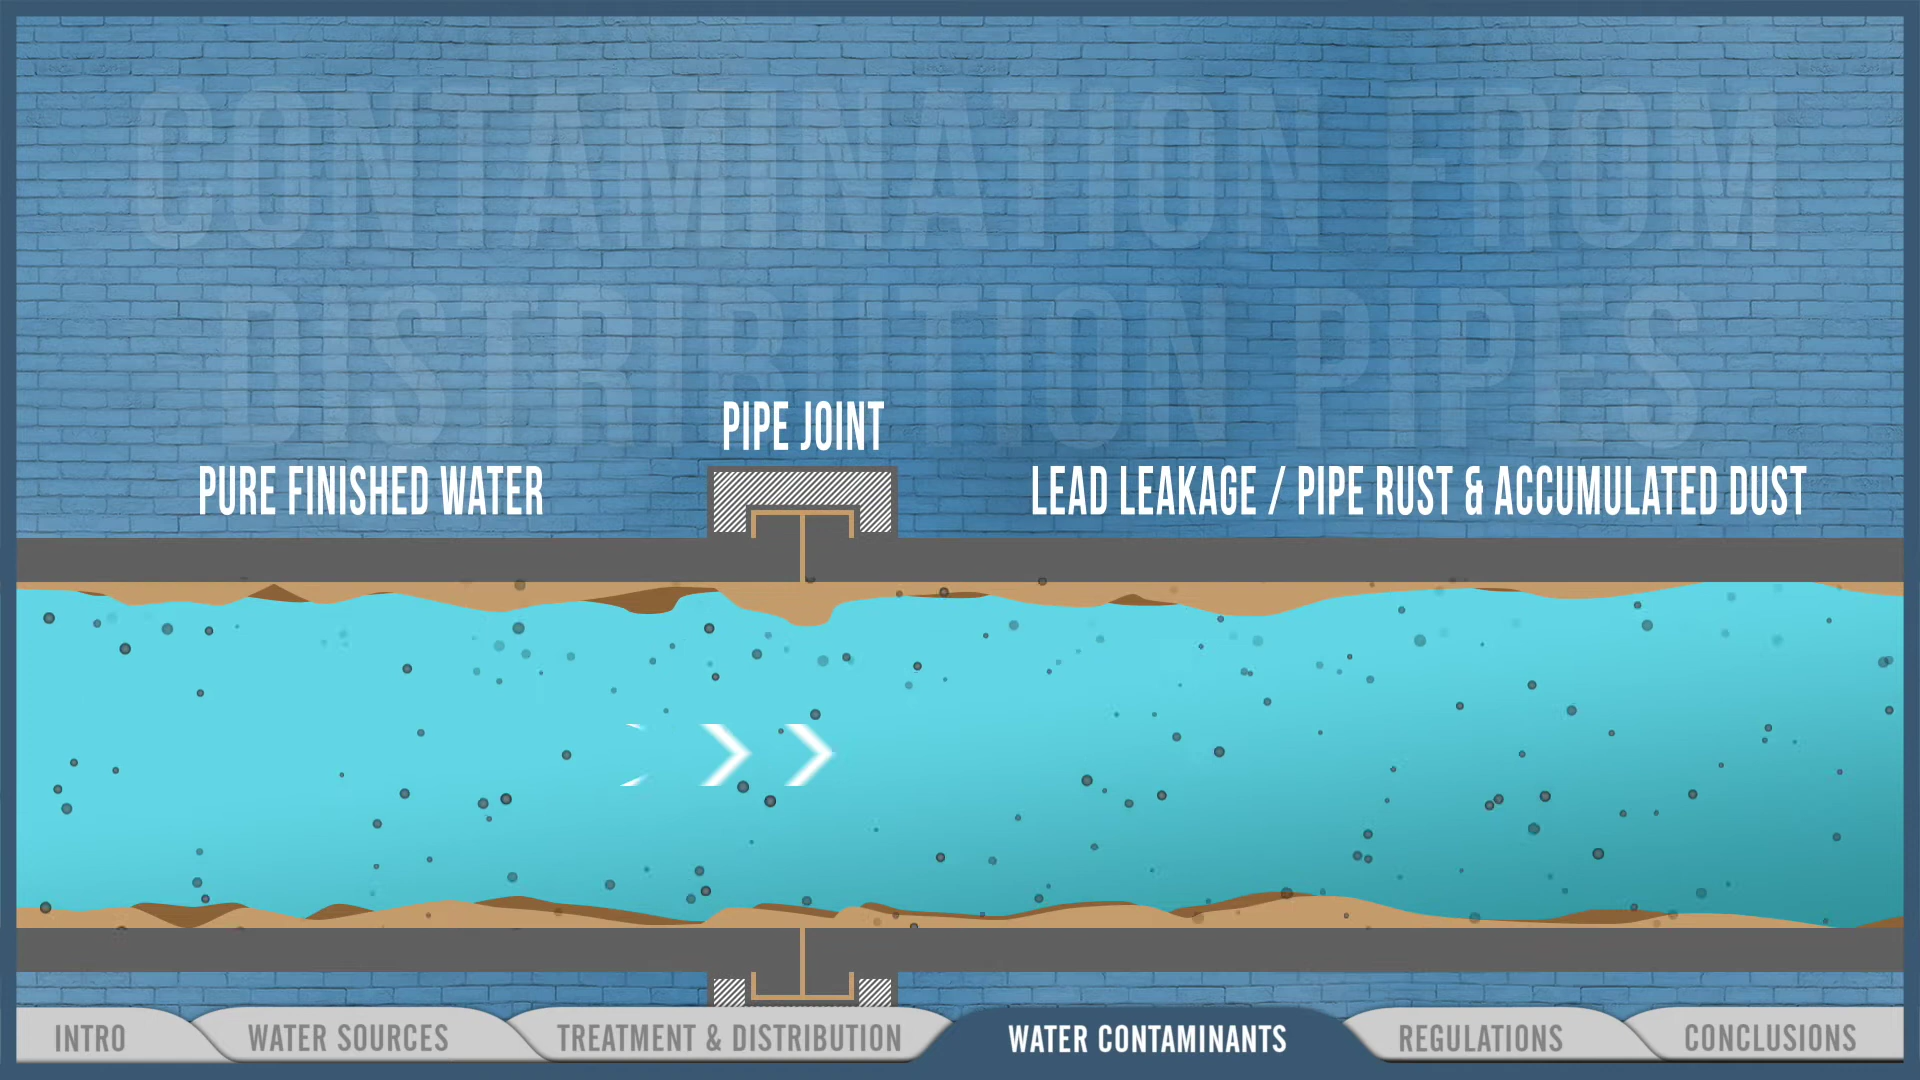 CONTAMINATION FROM
DISTRIBUTION PIPES
PIPE JOINT
PURE FINISHED WATER
LEAD LEAKAGE / PIPE RUST & ACCUMULATED DUST
INTRO
WATER SOURCES
TREATMENT & DISTRIBUTION
WATER CONTAMINANTS
REGULATIONS
CONCLUSIONS